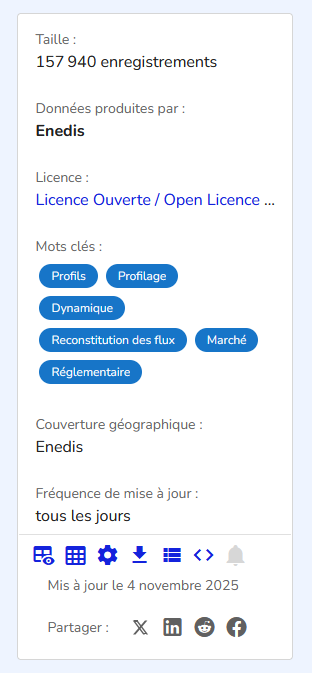 Taille :
157 940 enregistrements
Données produites par :
Enedis
Licence :
Licence Ouverte / Open Licence ...
Mots clés :
Profils
Profilage
Dynamique
Reconstitution des flux
Marché
Réglementaire
Couverture géographique :
Enedis
Fréquence de mise à jour :
tous les jours
Mis à jour le 4 novembre 2025
Partager :